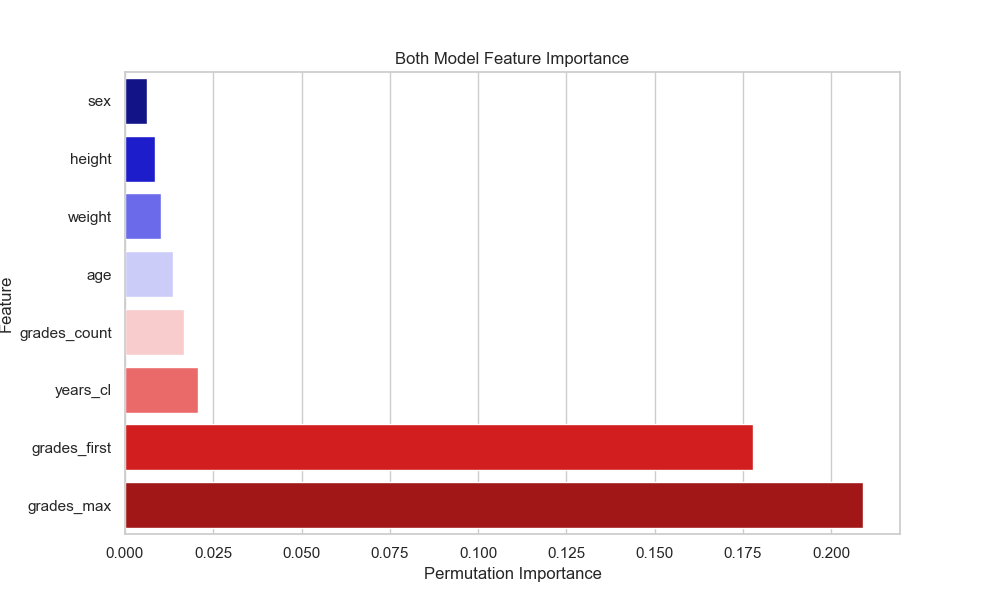 Both Model Feature Importance
Feature
sex
height
weight
age
grades_count
years_cl
grades_first
grades_max
0.000 0.025 0.050 0.075 0.100 0.125 0.150 0.175 0.200
Permutation Importance